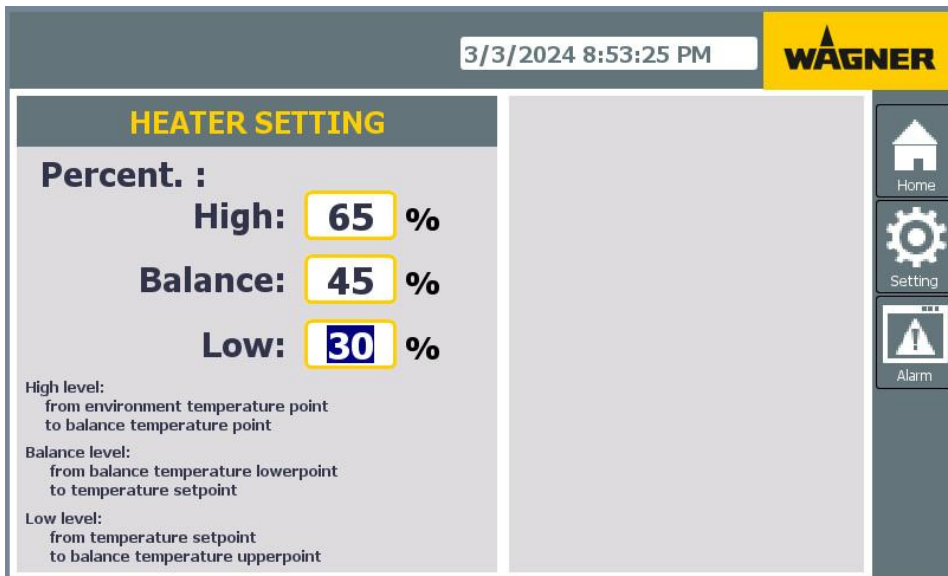 3/3/2024 8:53:25 PM
WAGNER
HEATER SETTING
Percent. :
High: 65 %
Balance: 45 %
Low: 30 %
High level:
from environment temperature point
to balance temperature point
Balance level:
from balance temperature lowerpoint
to temperature setpoint
Low level:
from temperature setpoint
to balance temperature upperpoint
Home
Setting
Alarm